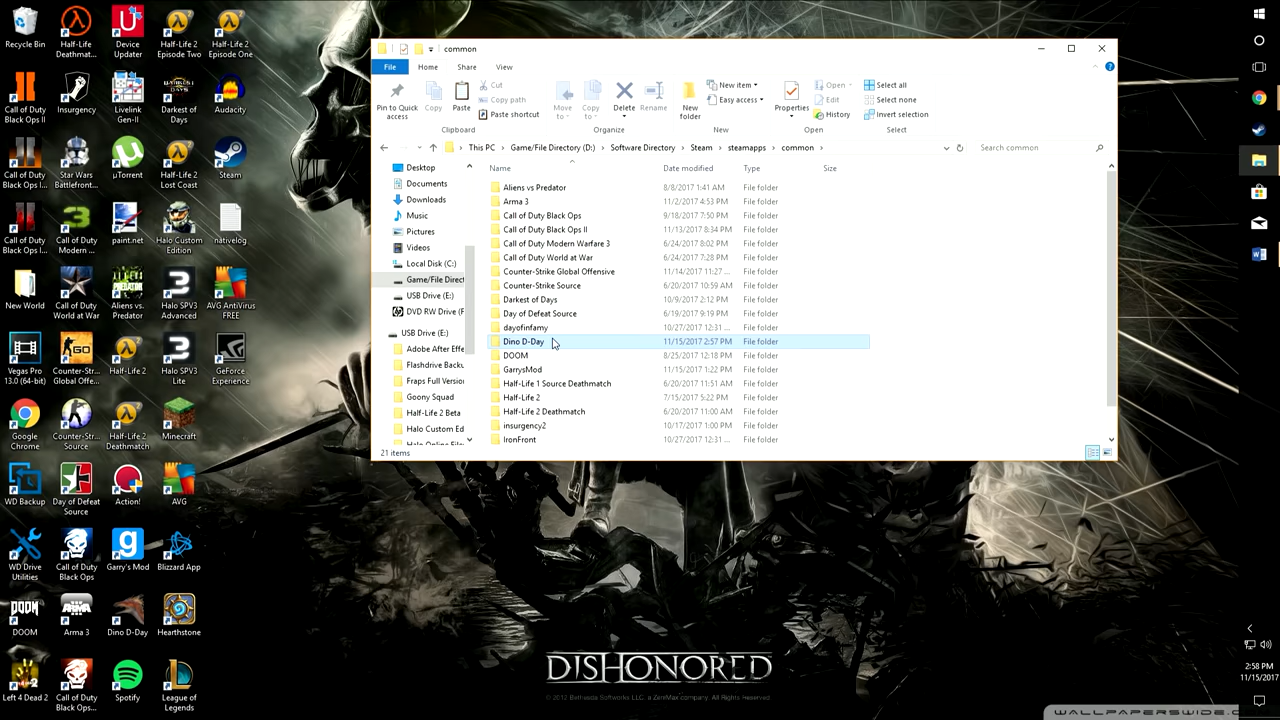 common
File
Home
Share
View
Pin to Quick access
Copy
Paste
Cut
Copy path
Paste shortcut
Clipboard
Move to
Copy to
Delete
Rename
Organize
New folder
New item
Easy access
New
Properties
Open
Edit
History
Open
Select all
Select none
Invert selection
Select
This PC > Game/File Directory (D:) > Software Directory > Steam > steamapps > common >
Search common
Desktop
Documents
Downloads
Music
Pictures
Videos
Local Disk (C:)
Game/File Direct
USB Drive (E:)
DVD RW Drive (F
USB Drive (E:)
Adobe After Effe
Flashdrive Backu
Fraps Full Version
Goony Squad
Half-Life 2 Beta
Halo Custom Ed
Halo Online Files
Name Date modified Type Size
Aliens vs Predator 8/8/2017 1:41 AM File folder
Arma 3 11/2/2017 4:53 PM File folder
Call of Duty Black Ops 9/18/2017 7:50 PM File folder
Call of Duty Black Ops II 11/13/2017 8:34 PM File folder
Call of Duty Modern Warfare 3 6/24/2017 8:02 PM File folder
Call of Duty World at War 6/24/2017 7:28 PM File folder
Counter-Strike Global Offensive 11/14/2017 11:27 ... File folder
Counter-Strike Source 6/20/2017 10:59 AM File folder
Darkest of Days 10/9/2017 2:12 PM File folder
Day of Defeat Source 6/19/2017 9:19 PM File folder
dayofinfamy 10/27/2017 12:31 ... File folder
Dino D-Day 11/15/2017 2:57 PM File folder
DOOM 8/25/2017 12:18 PM File folder
GarrysMod 11/15/2017 1:22 PM File folder
Half-Life 1 Source Deathmatch 6/20/2017 11:51 AM File folder
Half-Life 2 7/15/2017 5:22 PM File folder
Half-Life 2 Deathmatch 6/20/2017 11:00 AM File folder
insurgency2 10/17/2017 1:00 PM File folder
IronFront 10/27/2017 12:31 ... File folder
21 items
Recycle Bin
Half-Life Deathmat...
Device Updater
Half-Life 2 Episode Two
Half-Life 2 Episode One
Call of Duty Black Ops II
Insurgency
Livelink Gen-II
Darkest of Days
Audacity
Call of Duty Black Ops I...
Star Wars Battlefront...
µTorrent
Half-Life 2 Lost Coast
Steam
Call of Duty Black Ops I...
Call of Duty Modern ...
paint.net
Halo Custom Edition
nativelog
New World
Call of Duty World at War
Aliens vs. Predator
Halo SPV3 Advanced
AVG AntiVirus FREE
Vegas Pro 13.0 (64-bit)
Counter-Strike Global Offens...
Half-Life 2
Halo SPV3 Lite
GeForce Experience
Google Chrome
Counter-Str... Source
Half-Life 2 Deathmatch
Minecraft
WD Backup
Day of Defeat Source
Action!
AVG
WD Drive Utilities
Call of Duty Black Ops
Garry's Mod
Blizzard App
DOOM
Arma 3
Dino D-Day
Hearthstone
Left 4 Dead 2
Call of Duty Black Ops...
Spotify
League of Legends
DISHONORED
© 2012 Bethesda Softworks LLC, a ZeniMax company. All Rights Reserved.
2:58 PM
11/15/2017
WALLPAPERSWIDE.C